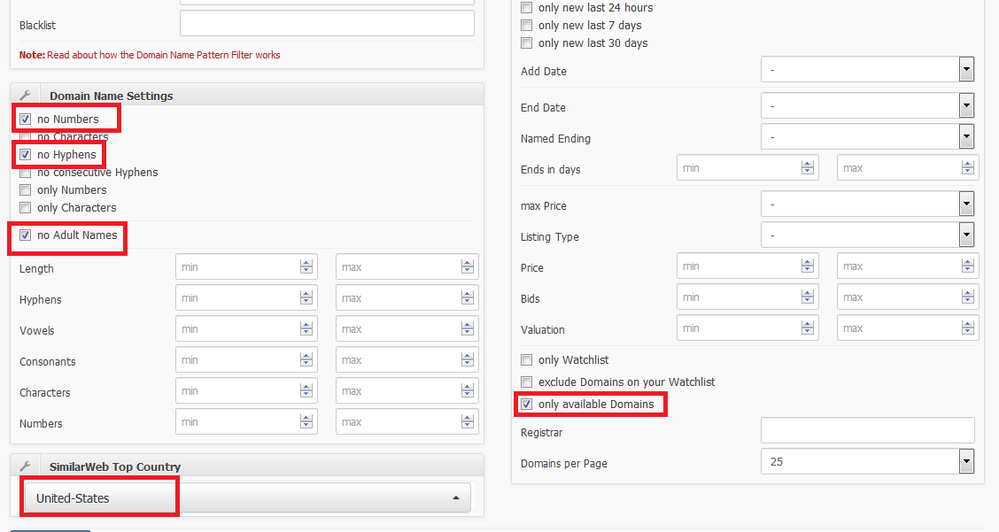 Blacklist
Note: Read about how the Domain Name Pattern Filter works
Domain Name Settings
no Numbers
no Characters
no Hyphens
no consecutive Hyphens
only Numbers
only Characters
no Adult Names
Length min max
Hyphens min max
Vowels min max
Consonants min max
Characters min max
Numbers min max
SimilarWeb Top Country
United-States
only new last 24 hours
only new last 7 days
only new last 30 days
Add Date -
End Date -
Named Ending -
Ends in days min max
max Price -
Listing Type -
Price min max
Bids min max
Valuation min max
only Watchlist
exclude Domains on your Watchlist
only available Domains
Registrar
Domains per Page 25